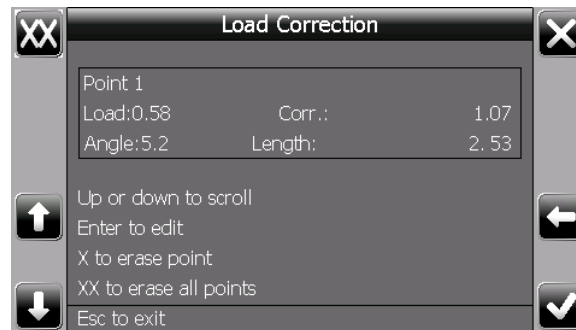 XX
Load Correction
X
Point 1
Load:0.58 Corr.: 1.07
Angle:5.2 Length: 2.53
Up or down to scroll
Enter to edit
X to erase point
XX to erase all points
Esc to exit